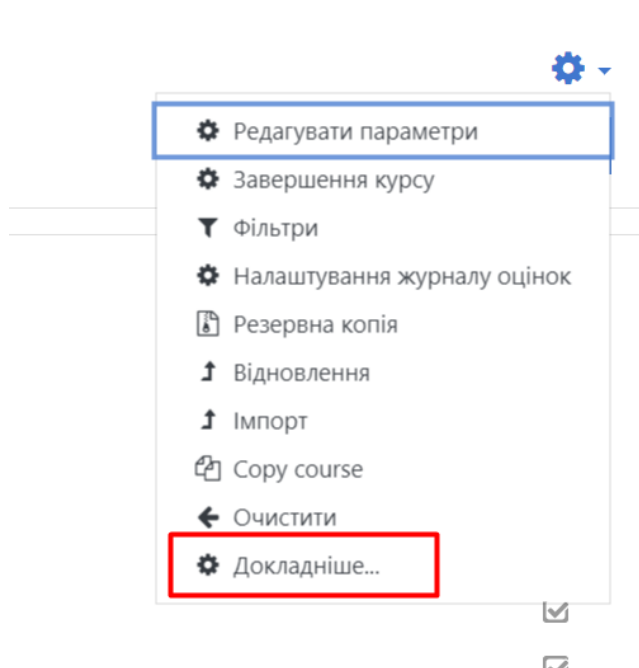 Редагувати параметри
Завершення курсу
Фільтри
Налаштування журналу оцінок
Резервна копія
Відновлення
Імпорт
Copy course
Очистити
Докладніше...